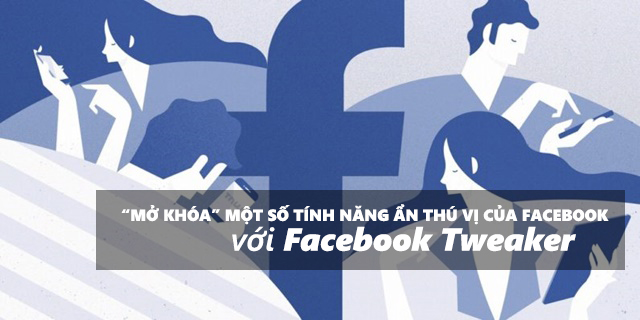 “MỞ KHÓA” MỘT SỐ TÍNH NĂNG ẨN THÚ VỊ CỦA FACEBOOK
với Facebook Tweaker